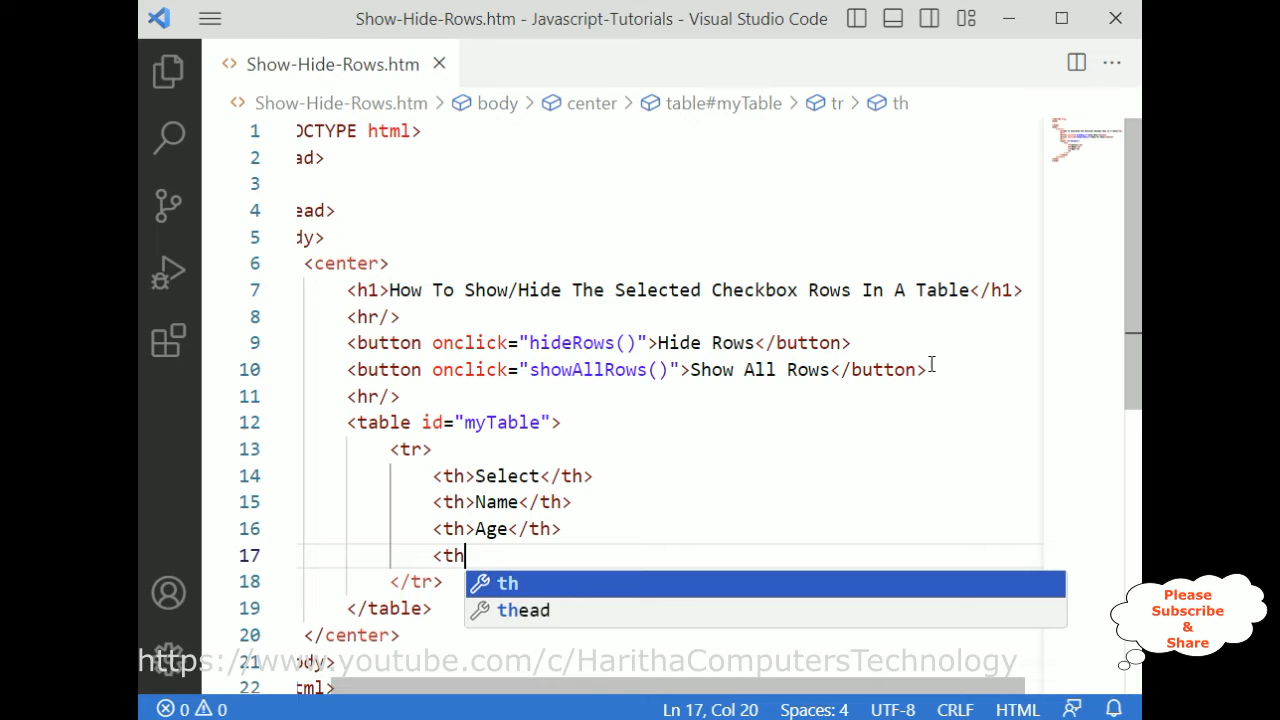 Show-Hide-Rows.htm - Javascript-Tutorials - Visual Studio Code
Show-Hide-Rows.htm
Show-Hide-Rows.htm > body > center > table#myTable > tr > th
1 OCTYPE html>
2 ad>
3
4 ead>
5 dy>
6 <center>
7 <h1>How To Show/Hide The Selected Checkbox Rows In A Table</h1>
8 <hr/>
9 <button onclick="hideRows()">Hide Rows</button>
10 <button onclick="showAllRows()">Show All Rows</button>
11 <hr/>
12 <table id="myTable">
13 <tr>
14 <th>Select</th>
15 <th>Name</th>
16 <th>Age</th>
17 <th
th
thead
18 </tr>
19 </table>
20 </center>
21 body>
22 html>
https://www.youtube.com/c/HarithaComputersTechnology
Please
Subscribe
&
Share
0 0 Ln 17, Col 20 Spaces: 4 UTF-8 CRLF HTML